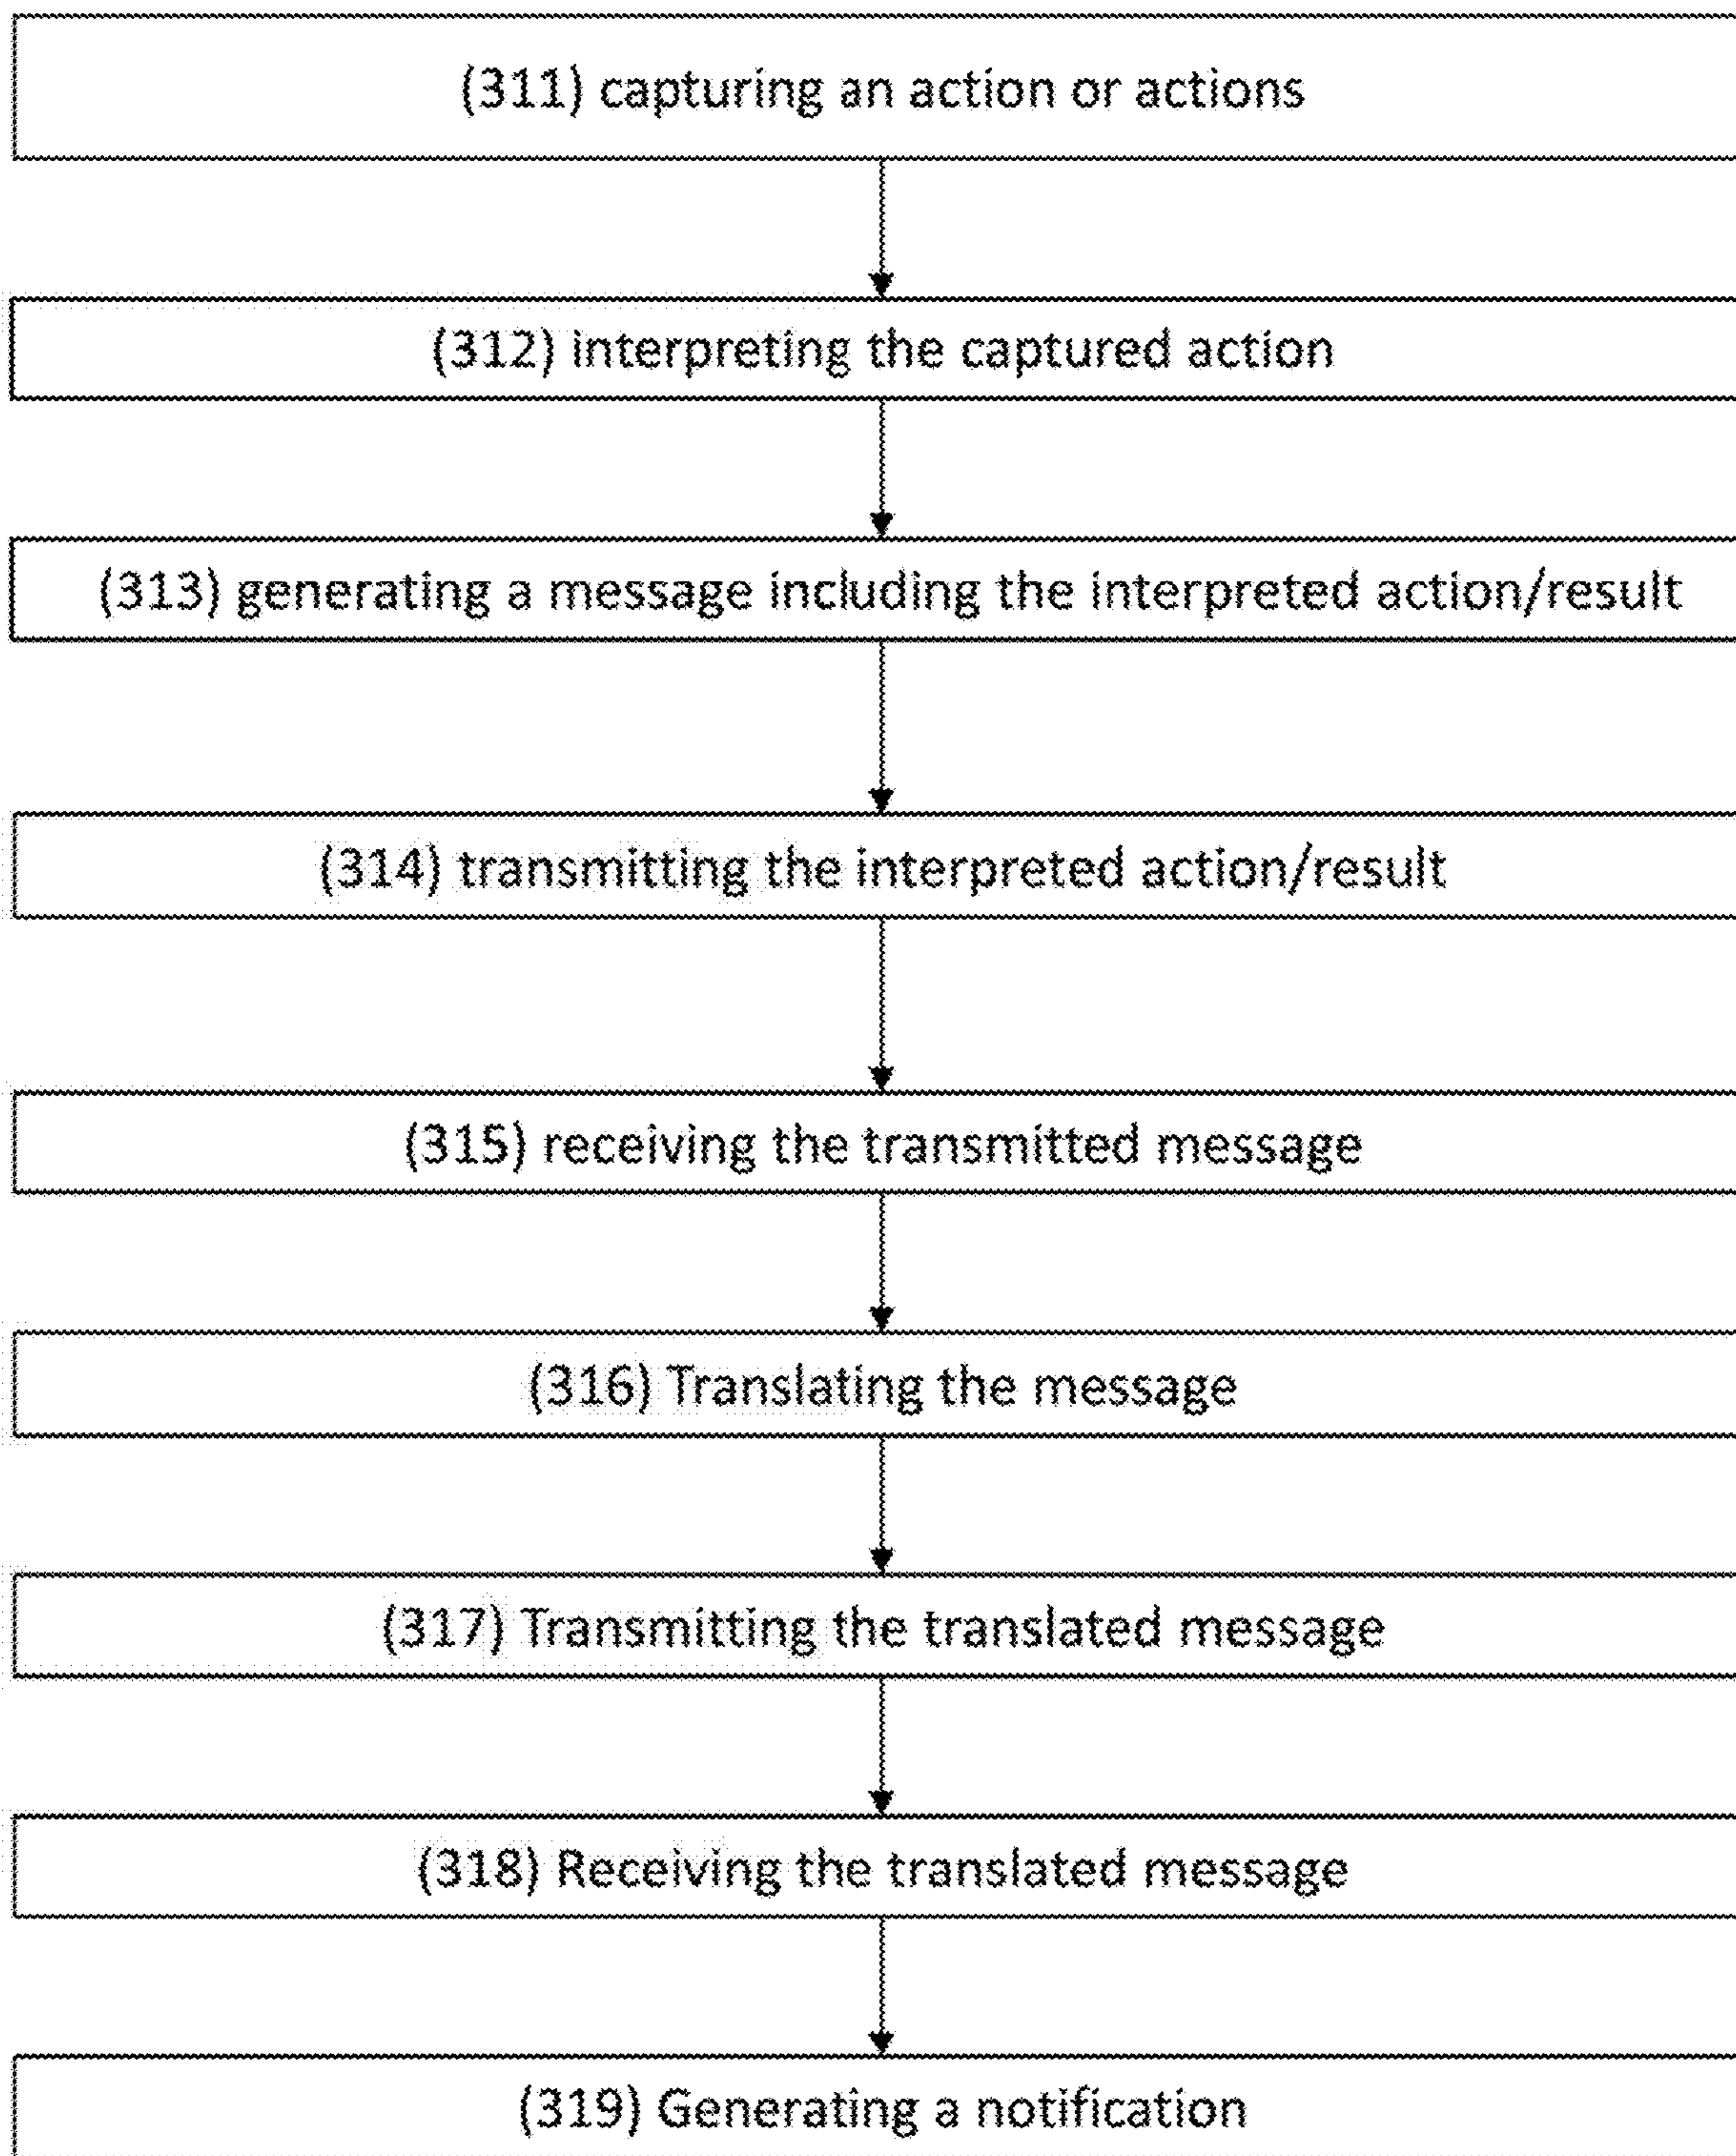 (311) capturing an action or actions
(312) interpreting the captured action
(313) generating a message including the interpreted action/result
(314) transmitting the interpreted action/result
(315) receiving the transmitted message
(316) Translating the message
(317) Transmitting the translated message
(318) Receiving the translated message
(319) Generating a notification